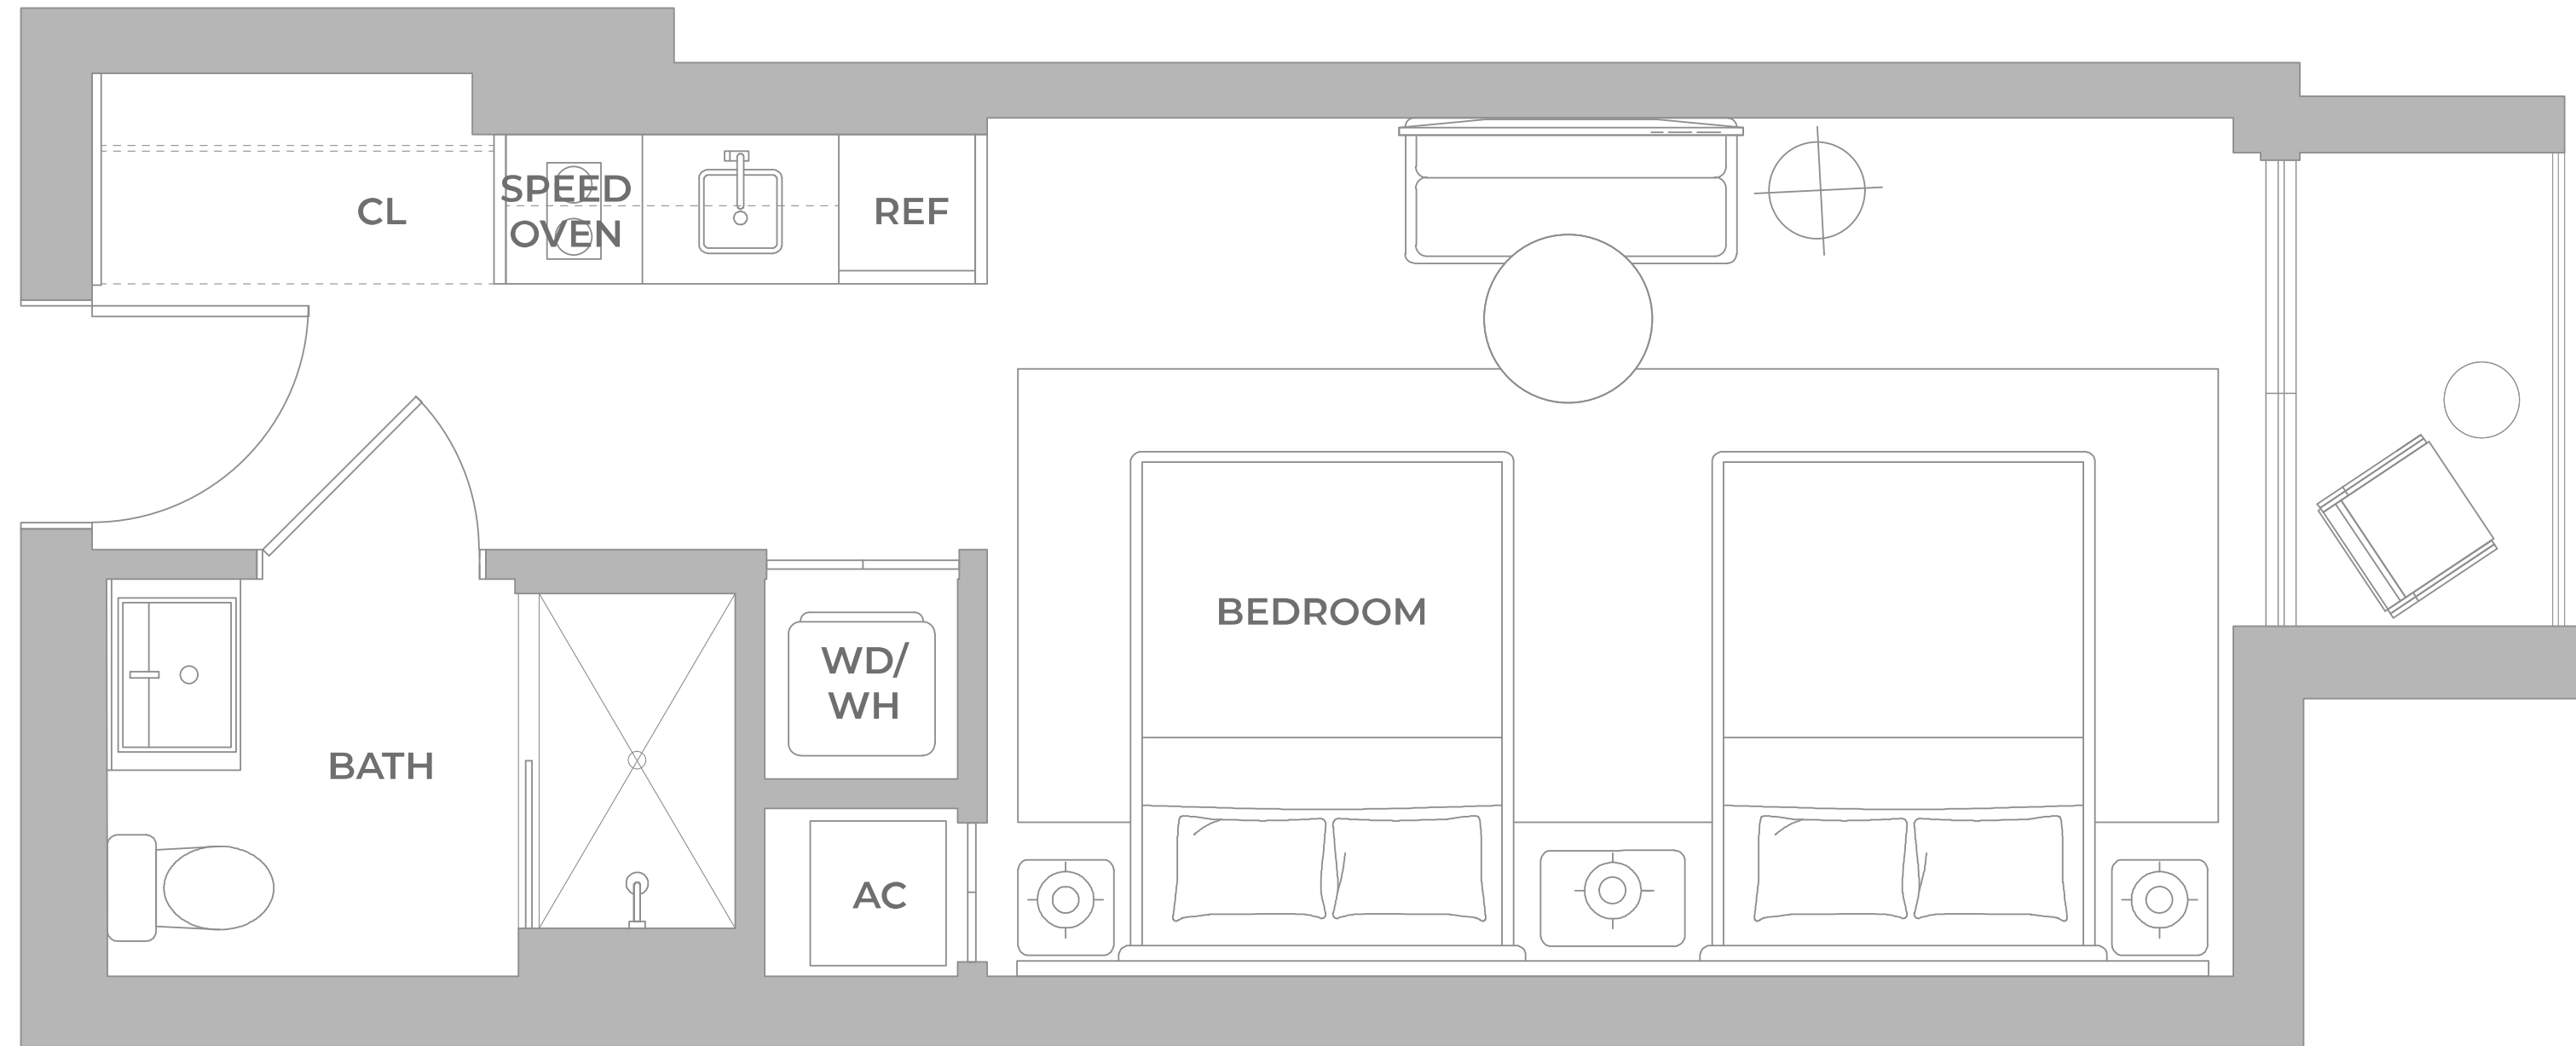 CL
SPEED
OVEN
REF
BEDROOM
WD/
WH
BATH
AC